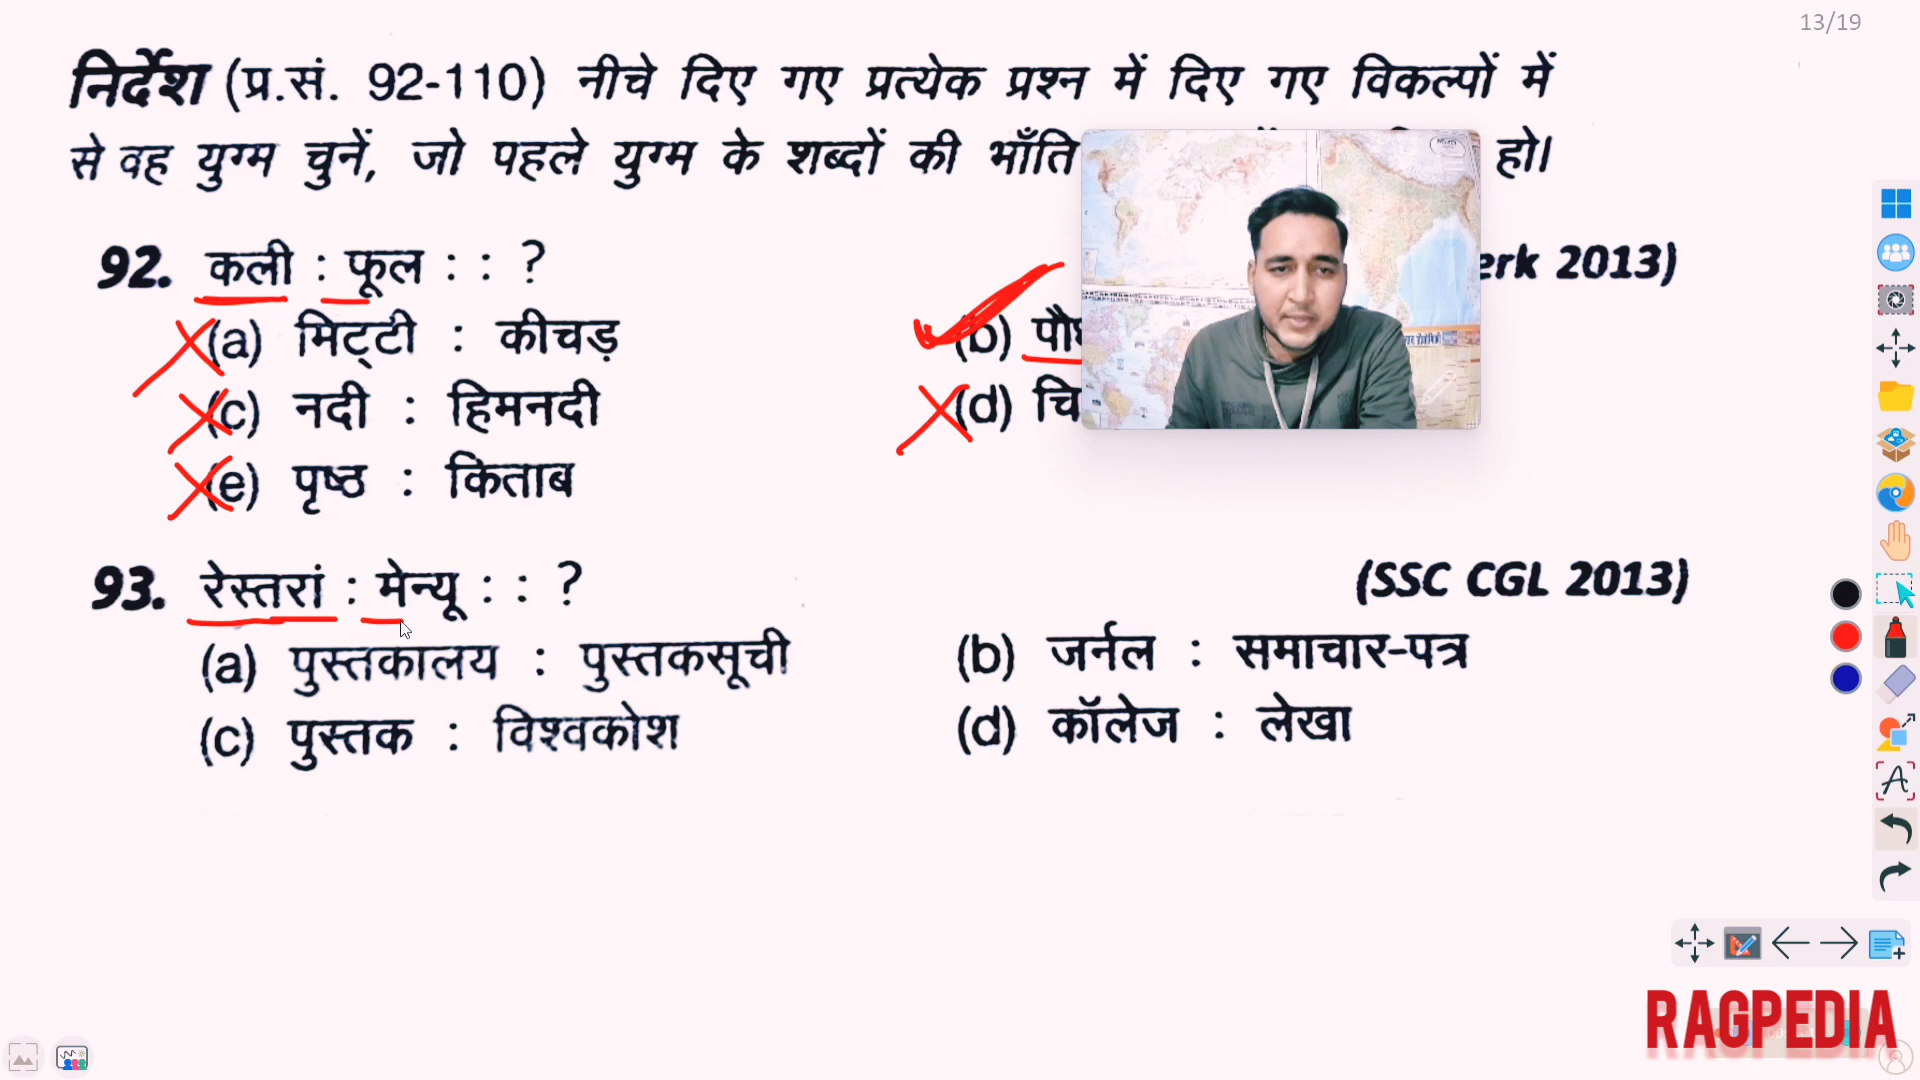 13/19
निर्देश (प्र.सं. 92-110) नीचे दिए गए प्रत्येक प्रश्न में दिए गए विकल्पों में
से वह युग्म चुनें, जो पहले युग्म के शब्दों की भाँति हो।
92. कली : फूल : : ? erk 2013)
(a) मिट्टी : कीचड़ (b)
(c) नदी : हिमनदी (d)
(e) पृष्ठ : किताब
93. रेस्तरां : मेन्यू : : ? (SSC CGL 2013)
(a) पुस्तकालय : पुस्तकसूची (b) जर्नल : समाचार-पत्र
(c) पुस्तक : विश्वकोश (d) कॉलेज : लेखा
RAGPEDIA